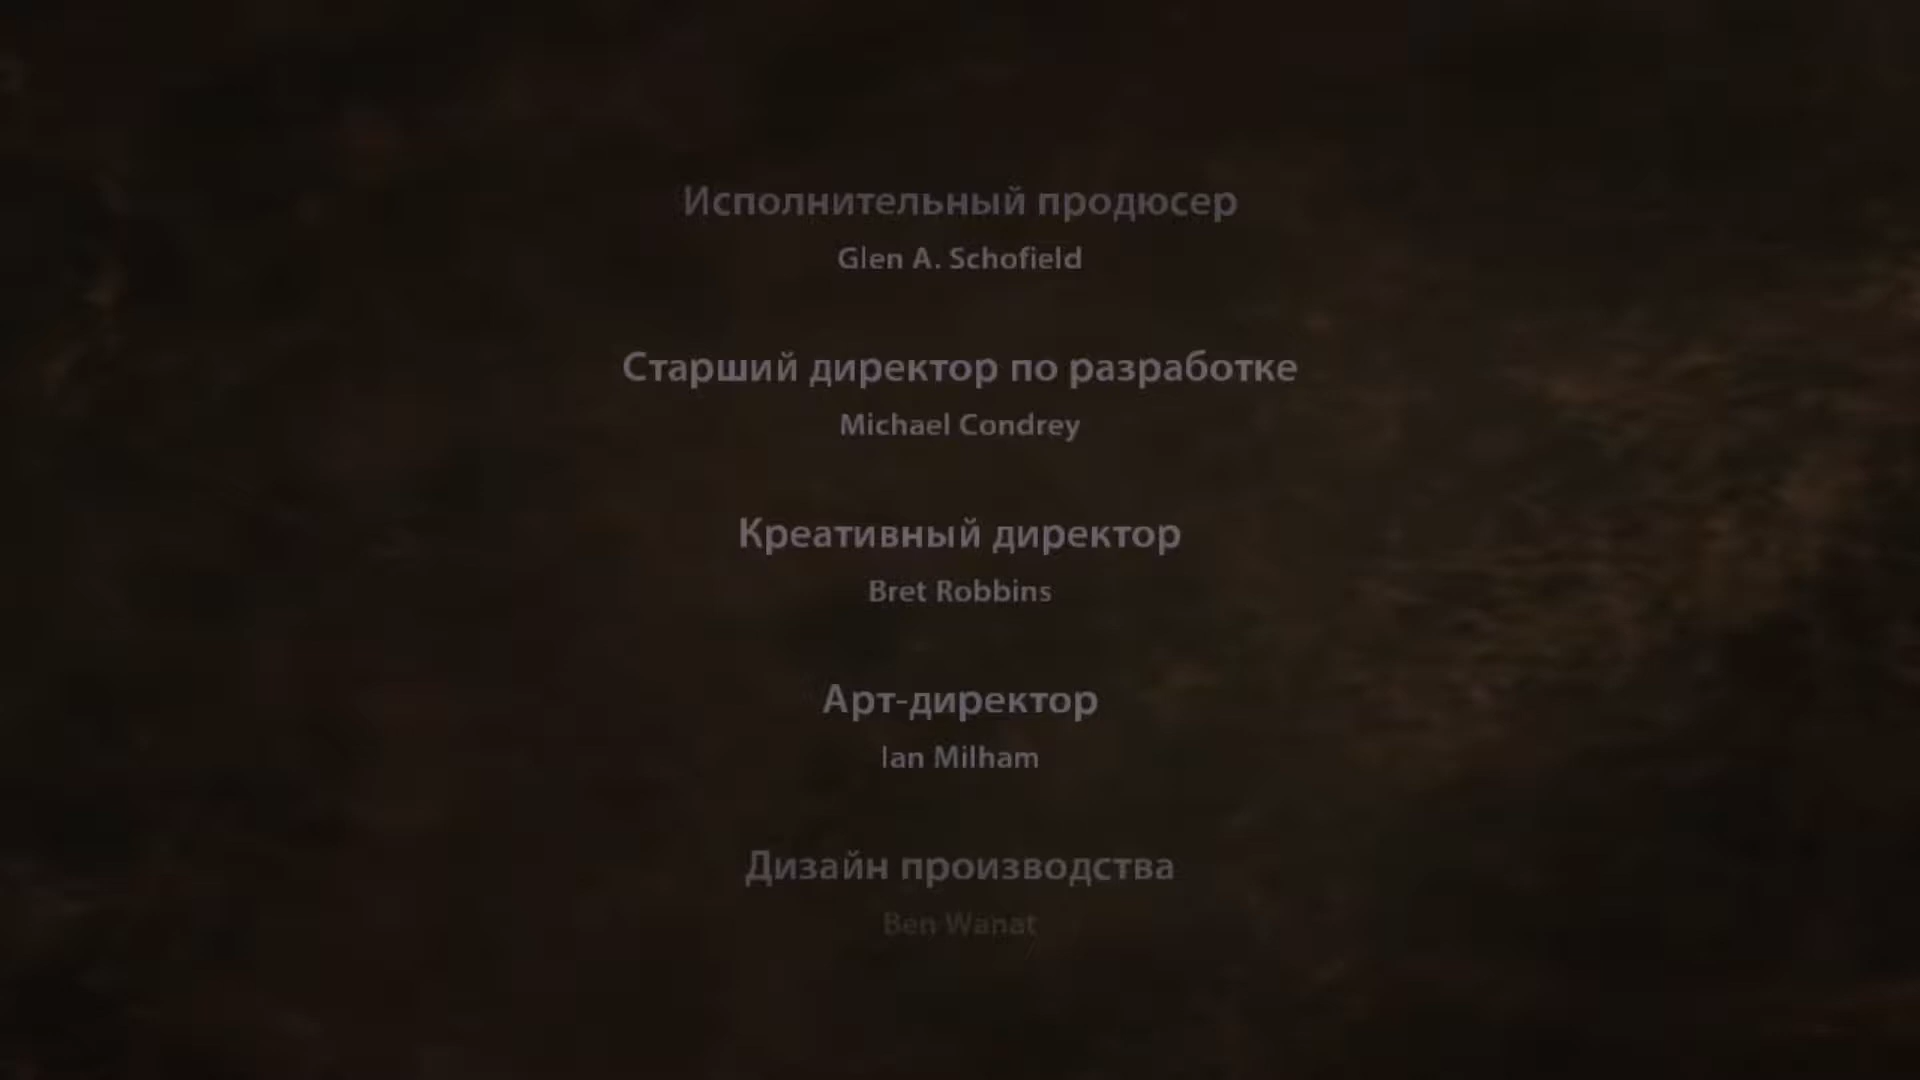 Исполнительный продюсер
Glen A. Schofield
Старший директор по разработке
Michael Condrey
Креативный директор
Bret Robbins
Арт-директор
Ian Milham
Дизайн производства
Ben Wanat